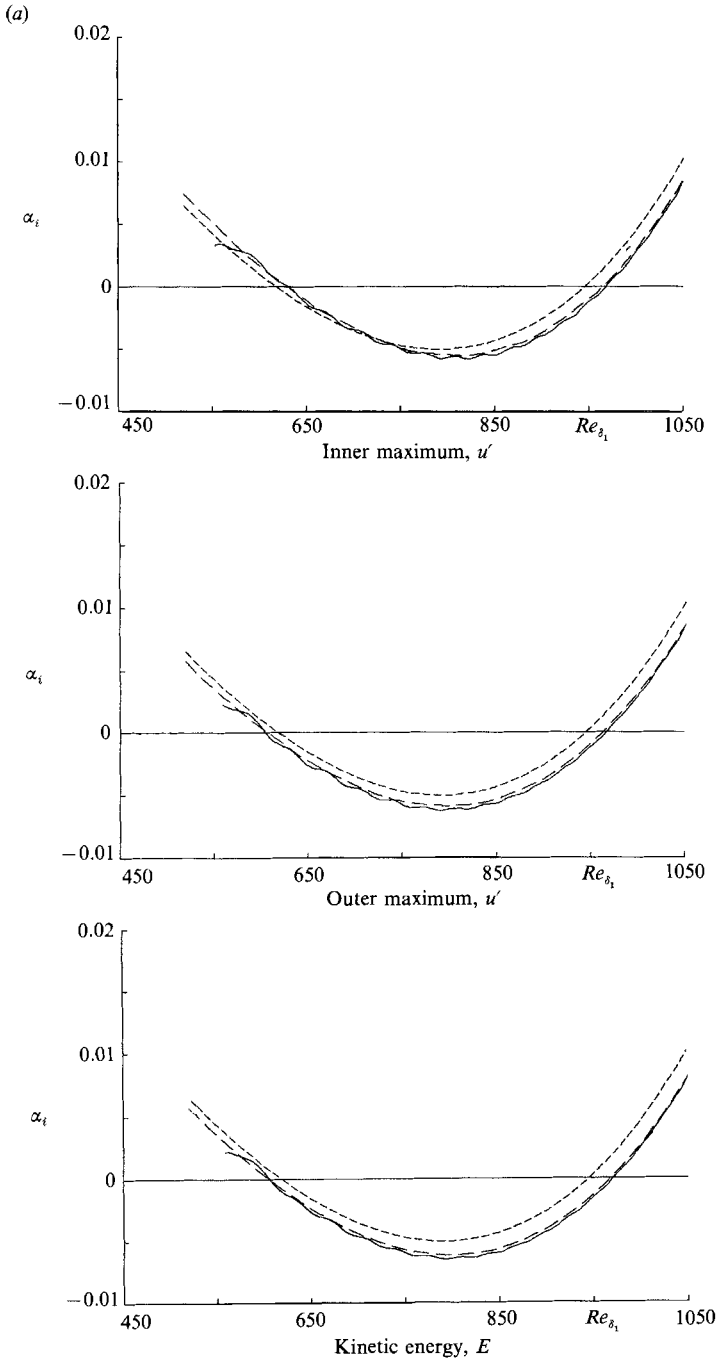 (a)
0.02
0.01
α_i
0
−0.01
450 650 850 Re_δ₁ 1050
Inner maximum, u′
0.02
0.01
α_i
0
−0.01
450 650 850 Re_δ₁ 1050
Outer maximum, u′
0.02
0.01
α_i
0
−0.01
450 650 850 Re_δ₁ 1050
Kinetic energy, E